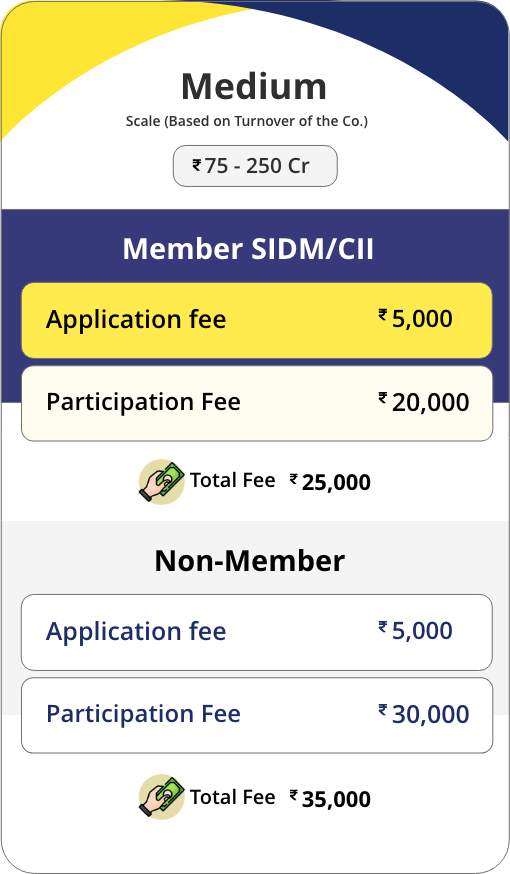 Medium
Scale (Based on Turnover of the Co.)
₹ 75 - 250 Cr
Member SIDM/CII
Application fee ₹ 5,000
Participation Fee ₹ 20,000
Total Fee ₹ 25,000
Non-Member
Application fee ₹ 5,000
Participation Fee ₹ 30,000
Total Fee ₹ 35,000